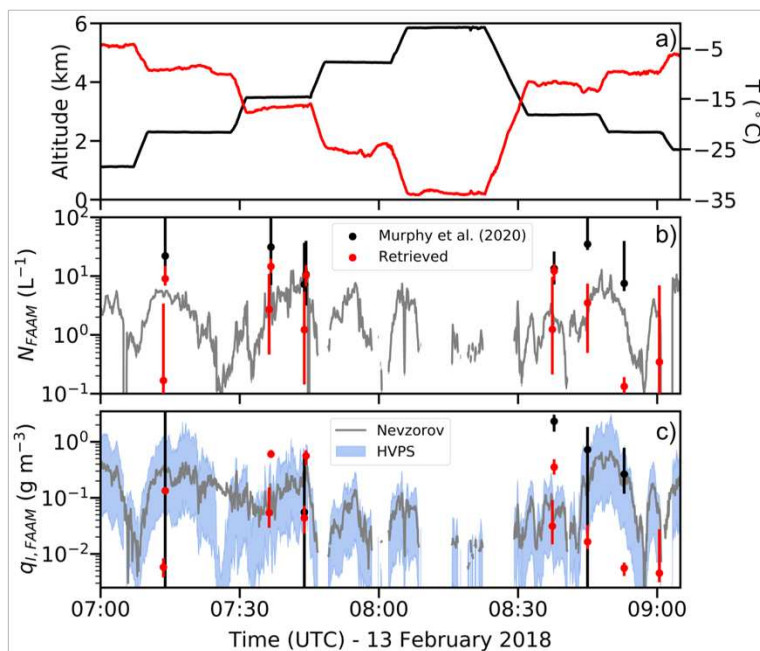 a)
6
4
2
0
Altitude (km)
−5
−15
−25
−35
T (°C)
b)
10²
10¹
10⁰
10⁻¹
N_FAAM (L⁻¹)
Murphy et al. (2020)
Retrieved
c)
10⁰
10⁻¹
10⁻²
q_I,FAAM (g m⁻³)
Nevzorov
HVPS
07:00 07:30 08:00 08:30 09:00
Time (UTC) - 13 February 2018